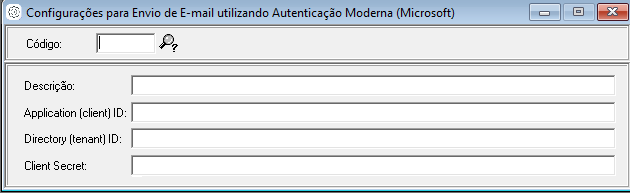 Configurações para Envio de E-mail utilizando Autenticação Moderna (Microsoft)
Código:
Descrição:
Application (client) ID:
Directory (tenant) ID:
Client Secret: